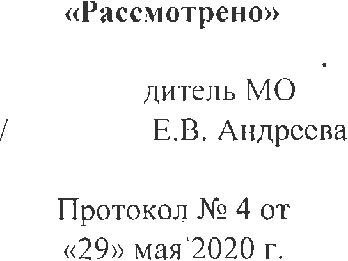 «Рассмотрено»
дитель МО
/ Е.В. Андреева
Протокол № 4 от
«29» мая 2020 г.